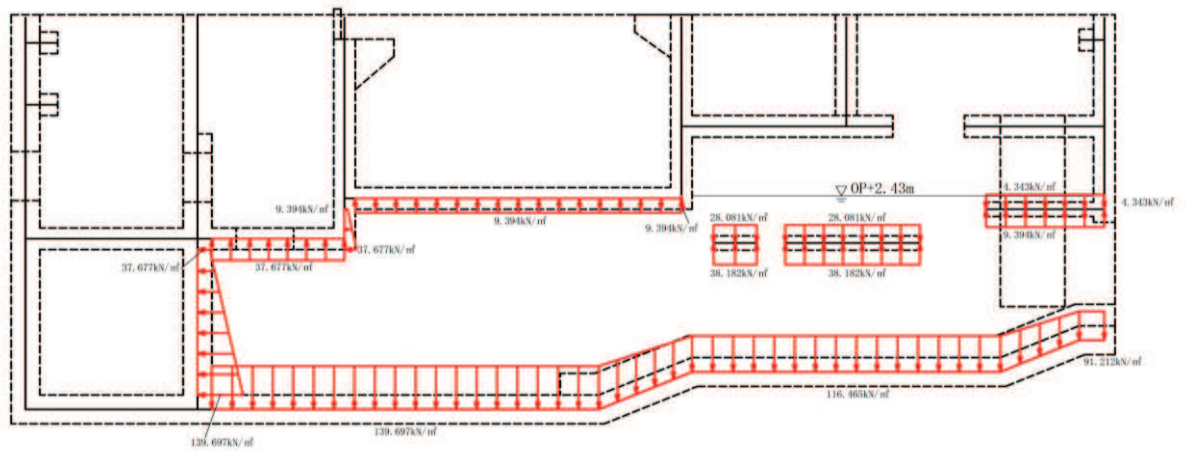 ▽ OP+2.43m
4.343kN/㎡
4.343kN/㎡
9.394kN/㎡
9.394kN/㎡
9.394kN/㎡
28.081kN/㎡
28.081kN/㎡
9.394kN/㎡
37.677kN/㎡
37.677kN/㎡
37.677kN/㎡
38.182kN/㎡
38.182kN/㎡
91.212kN/㎡
116.465kN/㎡
139.697kN/㎡
139.697kN/㎡